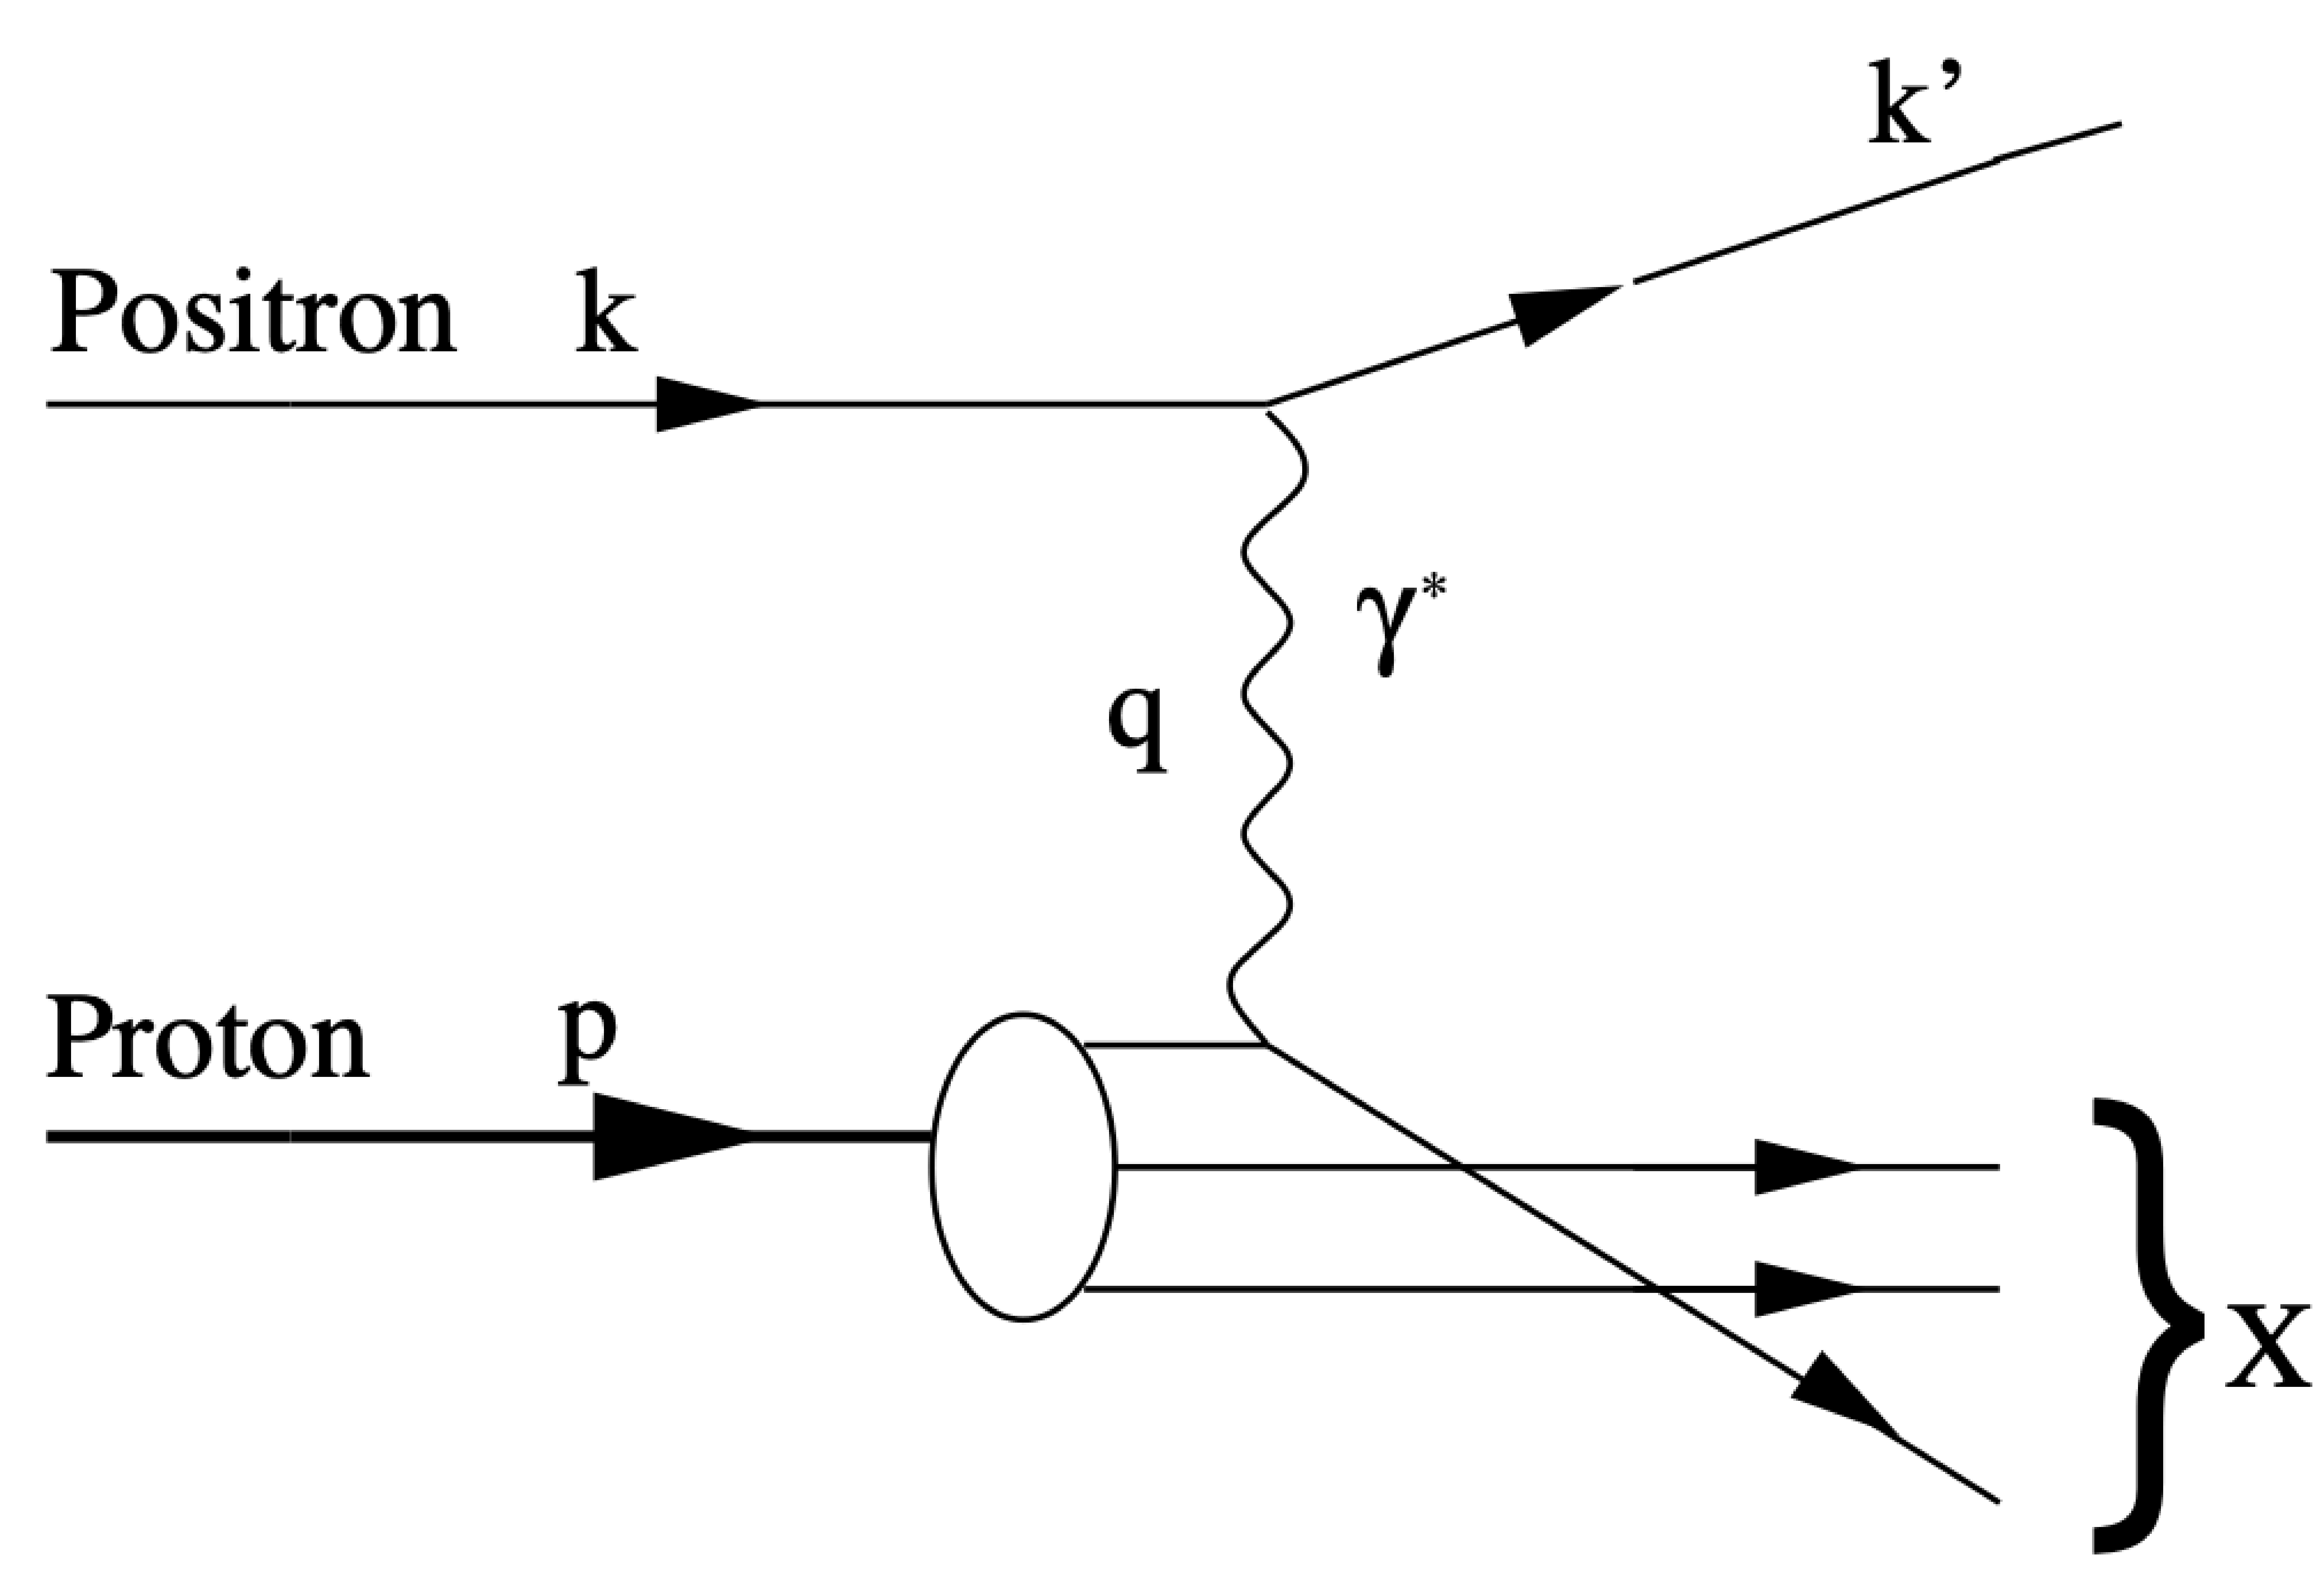 k’
Positron k
γ*
q
Proton p
X